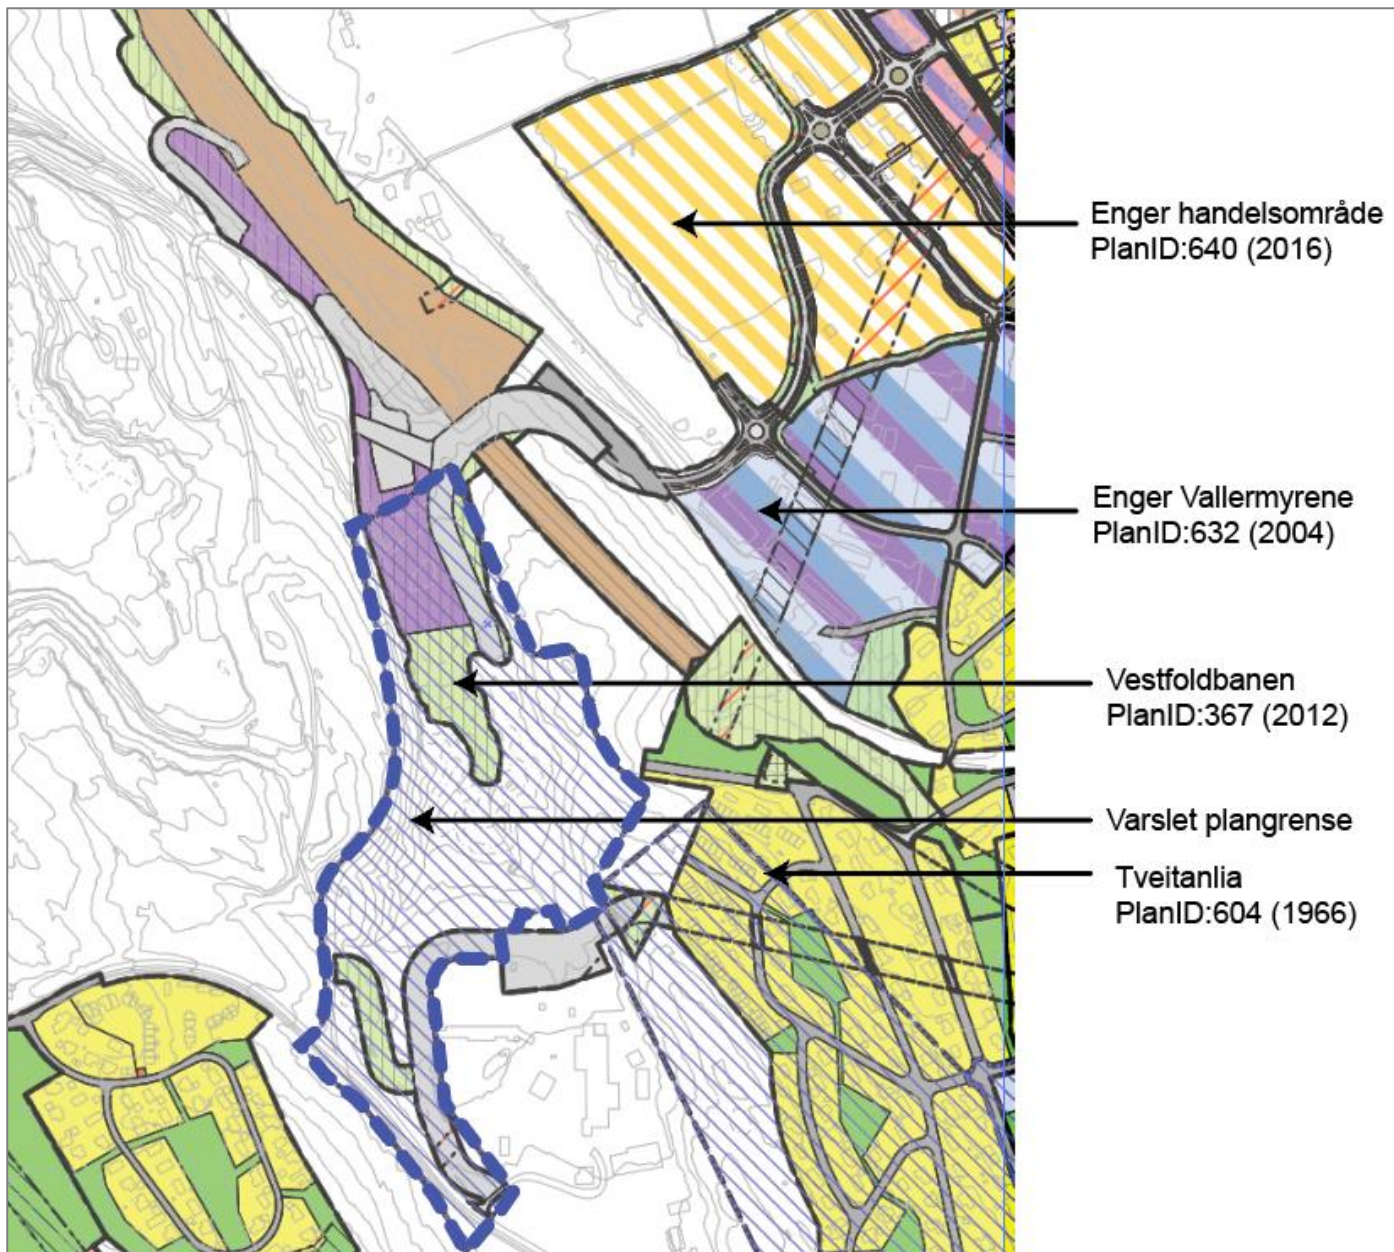 Enger handelsområde
PlanID:640 (2016)
Enger Vallermyrene
PlanID:632 (2004)
Vestfoldbanen
PlanID:367 (2012)
Varslet plangrense
Tveitanlia
PlanID:604 (1966)